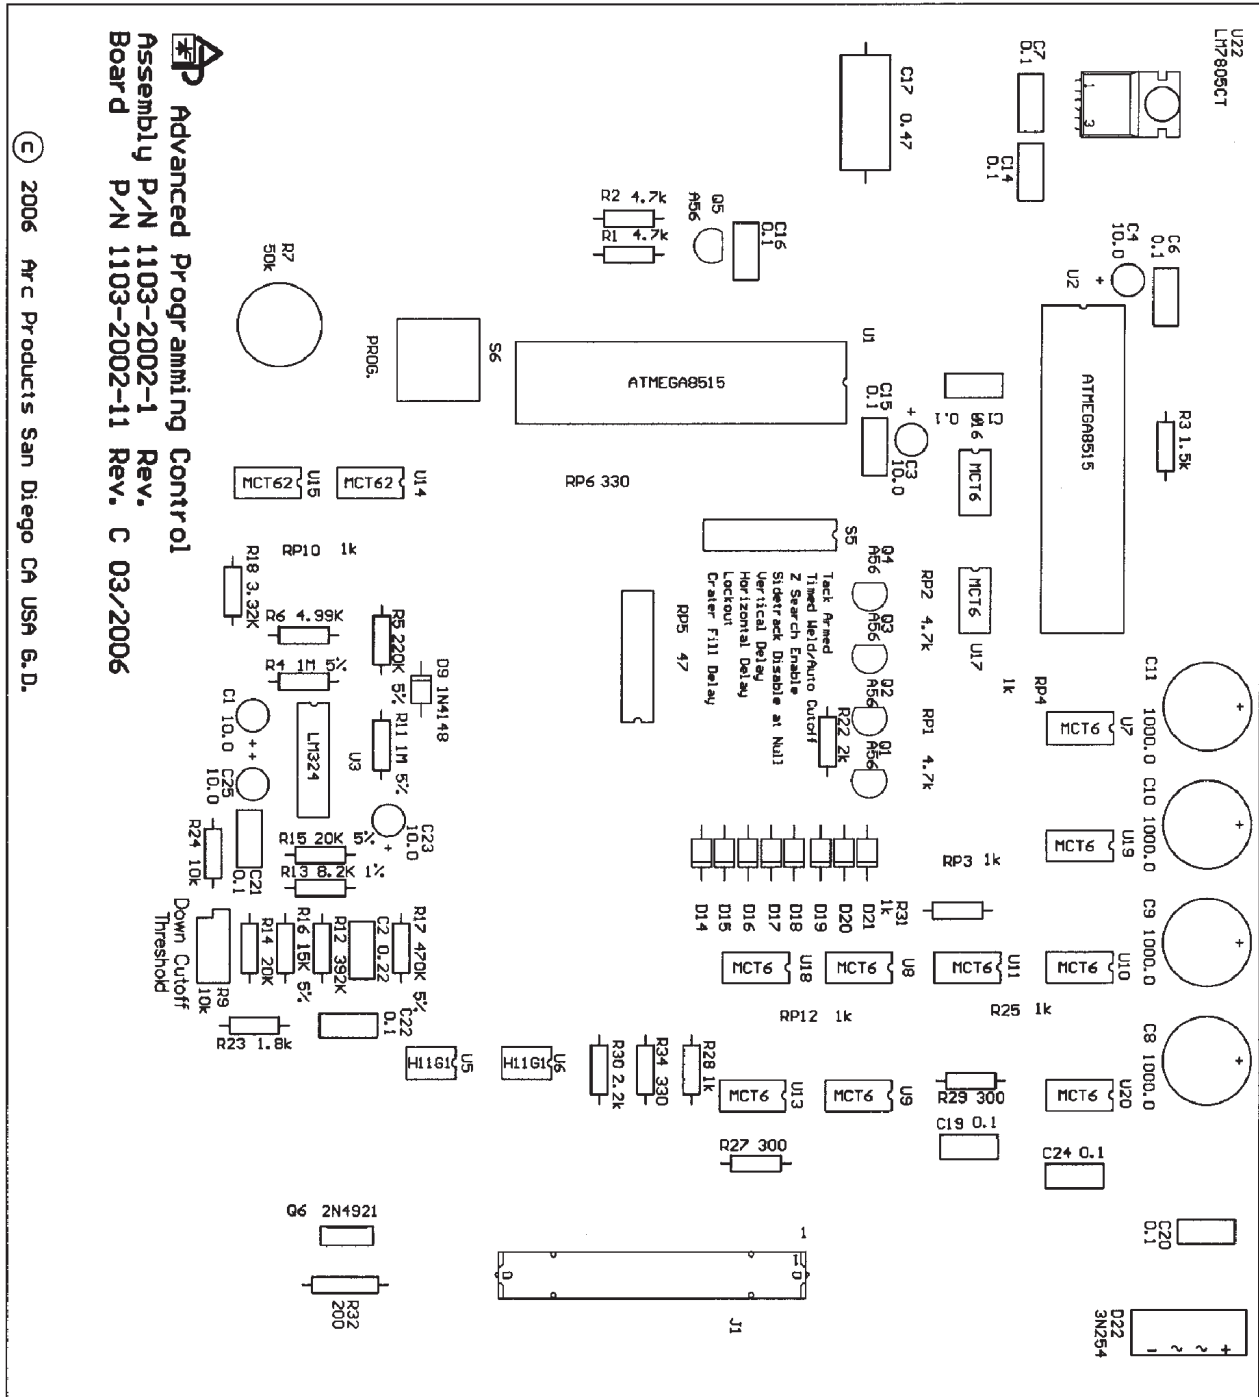 U22
LM7805CT
C7
0.1
1
3
C14
0.1
C17 0.47
R2 4.7k
R1 4.7k
Q5
A56
C16
0.1
C4
10.0
+
C6
0.1
U2
ATMEGA8515
R3 1.5k
U1
ATMEGA8515
S6
PROG.
R7
50k
C15
0.1
+
C3
10.0
0.1
MCT6
MCT6
U17
U15
MCT62
U14
MCT62
RP6 330
RP10 1k
S5
Tack Armed
Timed Weld/Auto Cutoff
Z Search Enable
Sidetrack Disable at Null
Vertical Delay
Horizontal Delay
Lockout
Crater Fill Delay
Q4
A56
Q3
A56
Q2
A56
Q1
A56
RP2 4.7k
RP1 4.7k
RP4
1k
R22 2k
RP5 47
R18 3.32K
R6 4.99K
R4 1M 5%
R5 220K 5%
D9 1N4148
R11 1M 5%
C1 10.0
+
+
C25
10.0
LM324
U3
C23
10.0
+
R24 10k
C21
0.1
R15 20K 5%
R13 8.2K 1%
Down Cutoff
Threshold
R9
10k
R14 20K
R16 15K 5%
R12 392K
C2 0.22
R17 470K 5%
R23 1.8k
C22
0.1
H11G1
U5
H11G1
U6
R30 2.2k
R34 330
R28 1k
D14
D15
D16
D17
D18
D19
D20
D21
R31
1k
RP3 1k
C11 1000.0
+
C10 1000.0
+
C9 1000.0
+
C8 1000.0
+
MCT6
U7
MCT6
U19
MCT6
U18
MCT6
U8
MCT6
U11
MCT6
U10
RP12 1k
R25 1k
MCT6
U13
MCT6
U9
R29 300
MCT6
U20
R27 300
C19 0.1
C24 0.1
C20
0.1
Q6 2N4921
R32
200
1
1
J1
D22
3N254
- ~ ~ +
Advanced Programming Control
Assembly P/N 1103-2002-1 Rev.
Board P/N 1103-2002-11 Rev. C 03/2006
© 2006 Arc Products San Diego CA USA G.D.